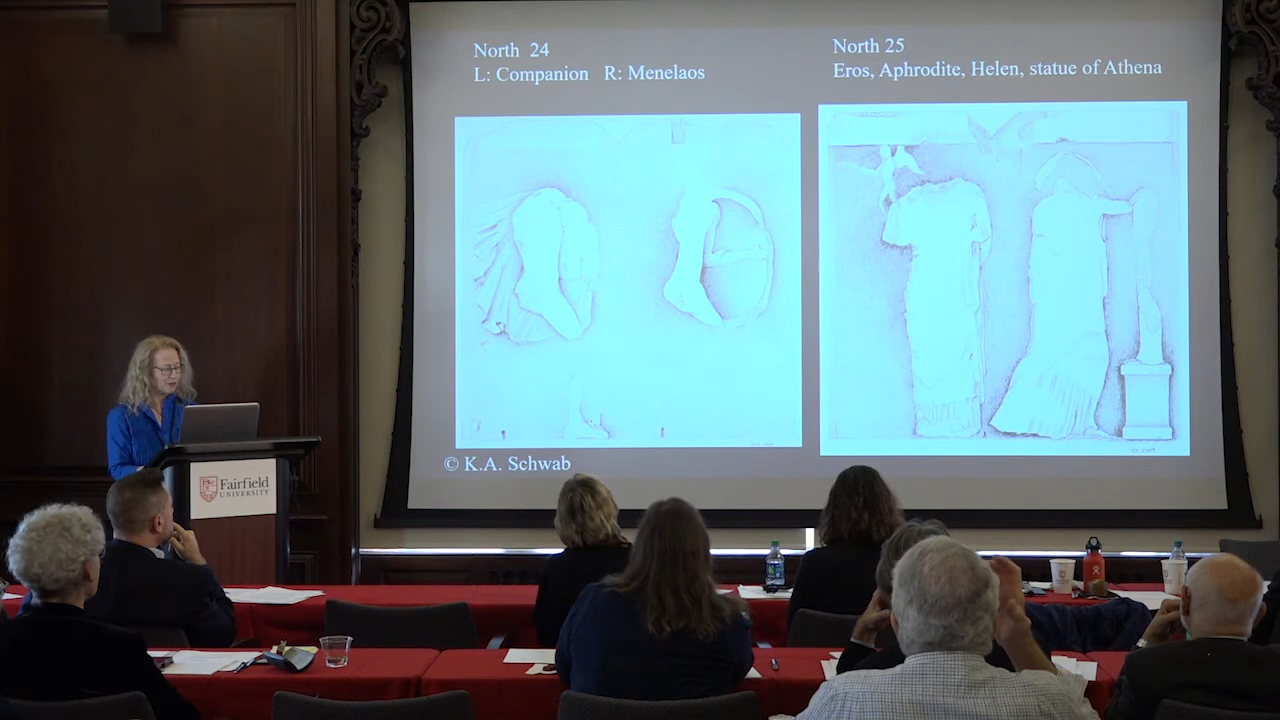 North 24
L: Companion R: Menelaos
North 25
Eros, Aphrodite, Helen, statue of Athena
© K.A. Schwab
Fairfield
UNIVERSITY